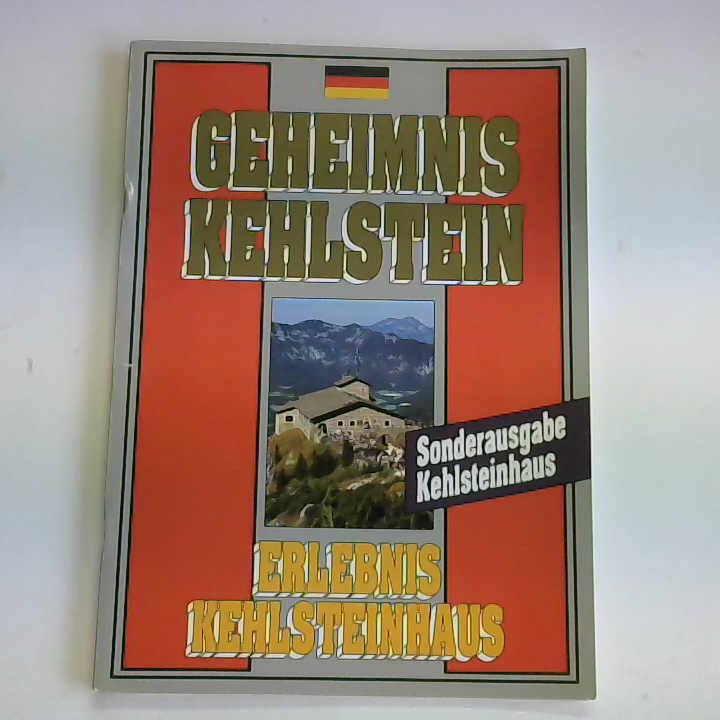 GEHEIMNIS
KEHLSTEIN
Sonderausgabe
Kehlsteinhaus
ERLEBNIS
KEHLSTEINHAUS